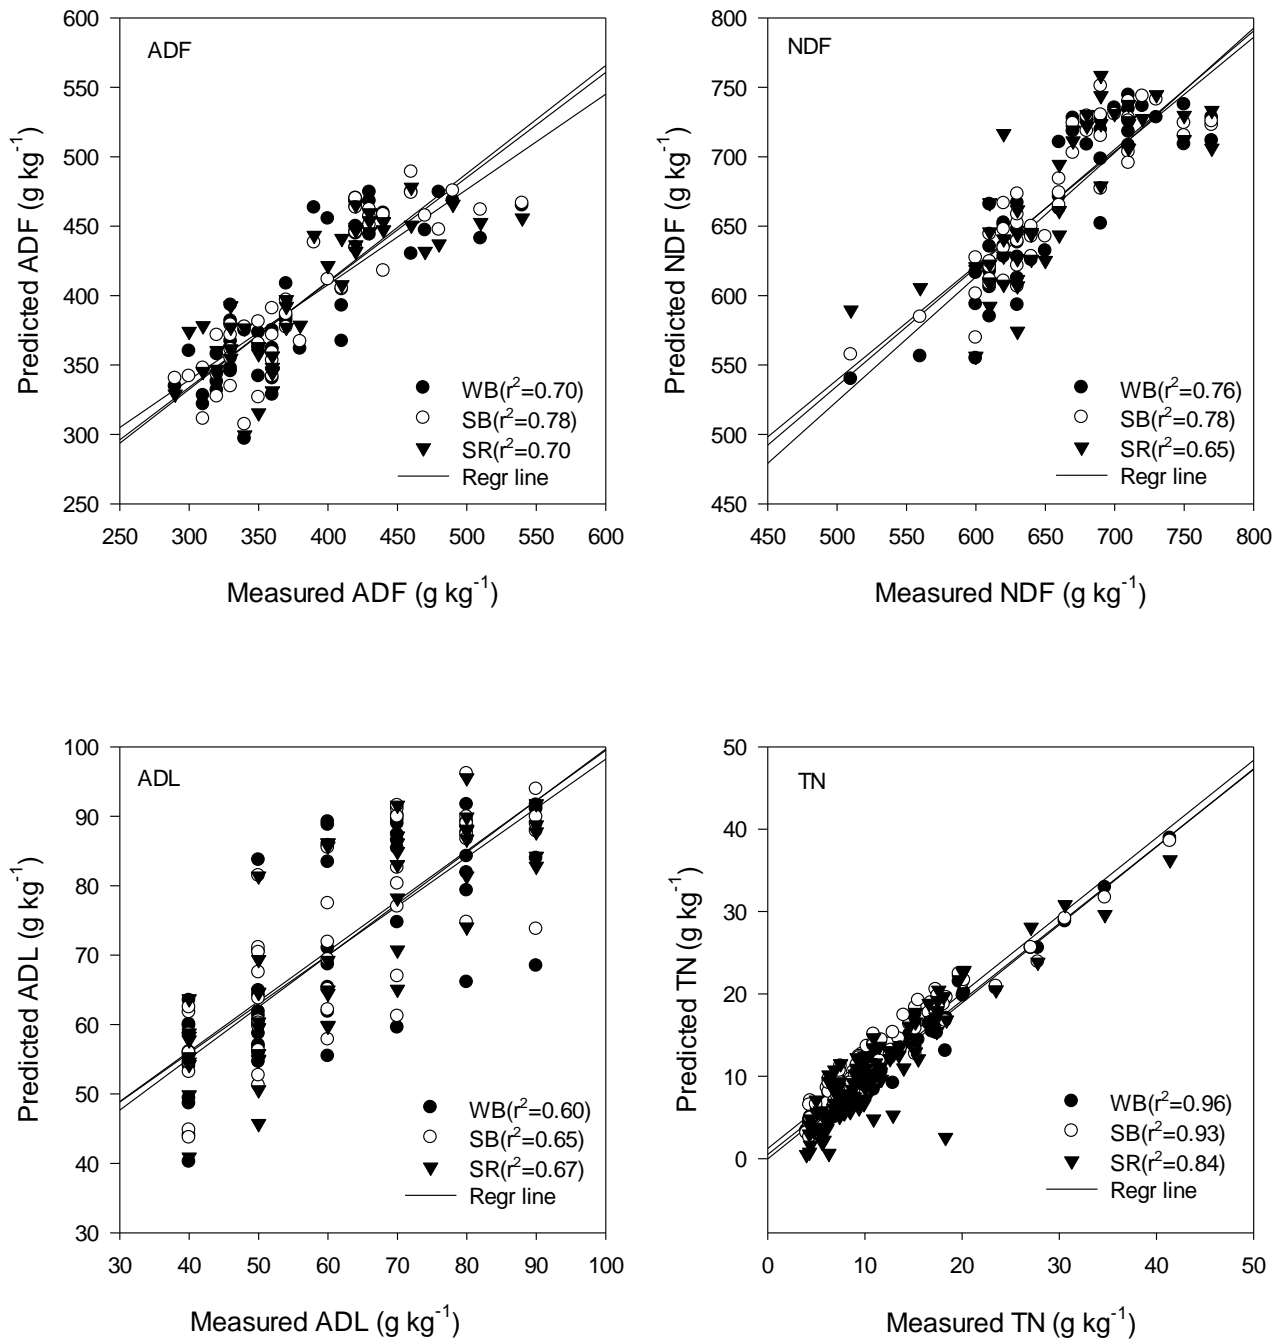 ADF
600
550
500
450
400
350
300
250
Predicted ADF (g kg⁻¹)
WB(r²=0.70)
SB(r²=0.78)
SR(r²=0.70
Regr line
250 300 350 400 450 500 550 600
Measured ADF (g kg⁻¹)
NDF
800
750
700
650
600
550
500
450
Predicted NDF (g kg⁻¹)
WB(r²=0.76)
SB(r²=0.78)
SR(r²=0.65)
Regr line
450 500 550 600 650 700 750 800
Measured NDF (g kg⁻¹)
ADL
100
90
80
70
60
50
40
30
Predicted ADL (g kg⁻¹)
WB(r²=0.60)
SB(r²=0.65)
SR(r²=0.67)
Regr line
30 40 50 60 70 80 90 100
Measured ADL (g kg⁻¹)
TN
50
40
30
20
10
0
Predicted TN (g kg⁻¹)
WB(r²=0.96)
SB(r²=0.93)
SR(r²=0.84)
Regr line
0 10 20 30 40 50
Measured TN (g kg⁻¹)